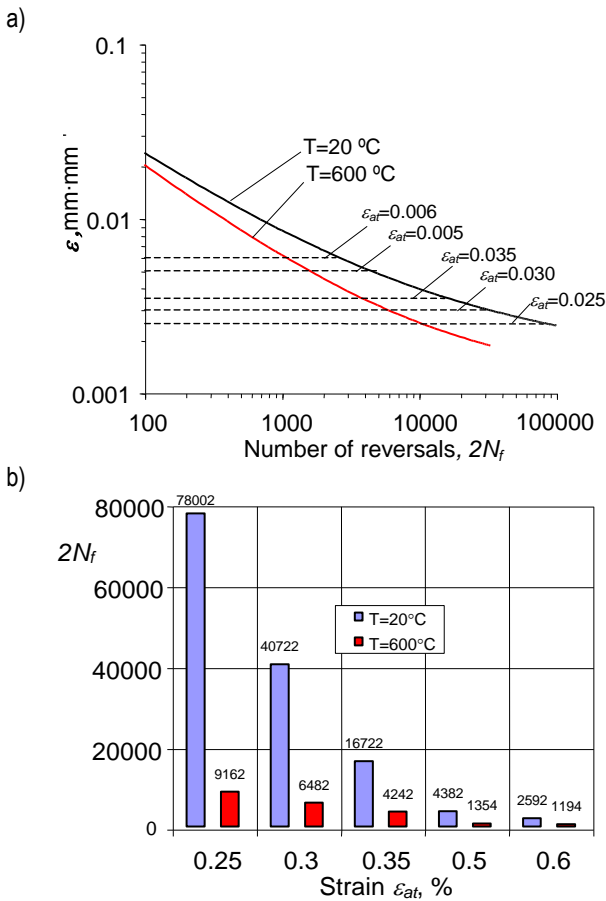 a)
0.1
0.01
0.001
ε,mm·mm
T=20 ⁰C
T=600 ⁰C
εat=0.006
εat=0.005
εat=0.035
εat=0.030
εat=0.025
100
1000
10000
100000
Number of reversals, 2Nf
b)
80000
60000
40000
20000
0
2Nf
78002
9162
40722
6482
16722
4242
4382
1354
2592
1194
T=20°C
T=600°C
0.25
0.3
0.35
0.5
0.6
Strain εat, %